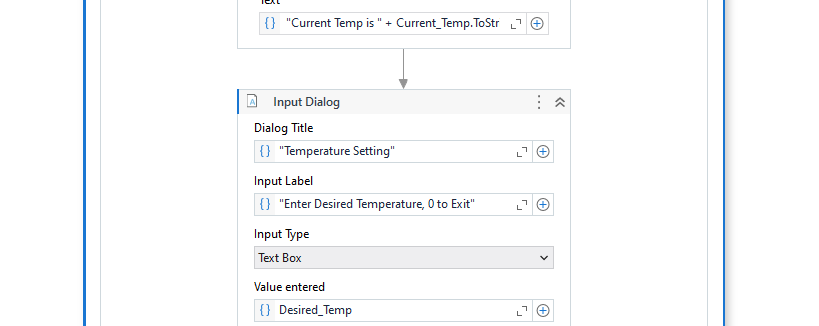 Text
"Current Temp is " + Current_Temp.ToStr
Input Dialog
Dialog Title
"Temperature Setting"
Input Label
"Enter Desired Temperature, 0 to Exit"
Input Type
Text Box
Value entered
Desired_Temp